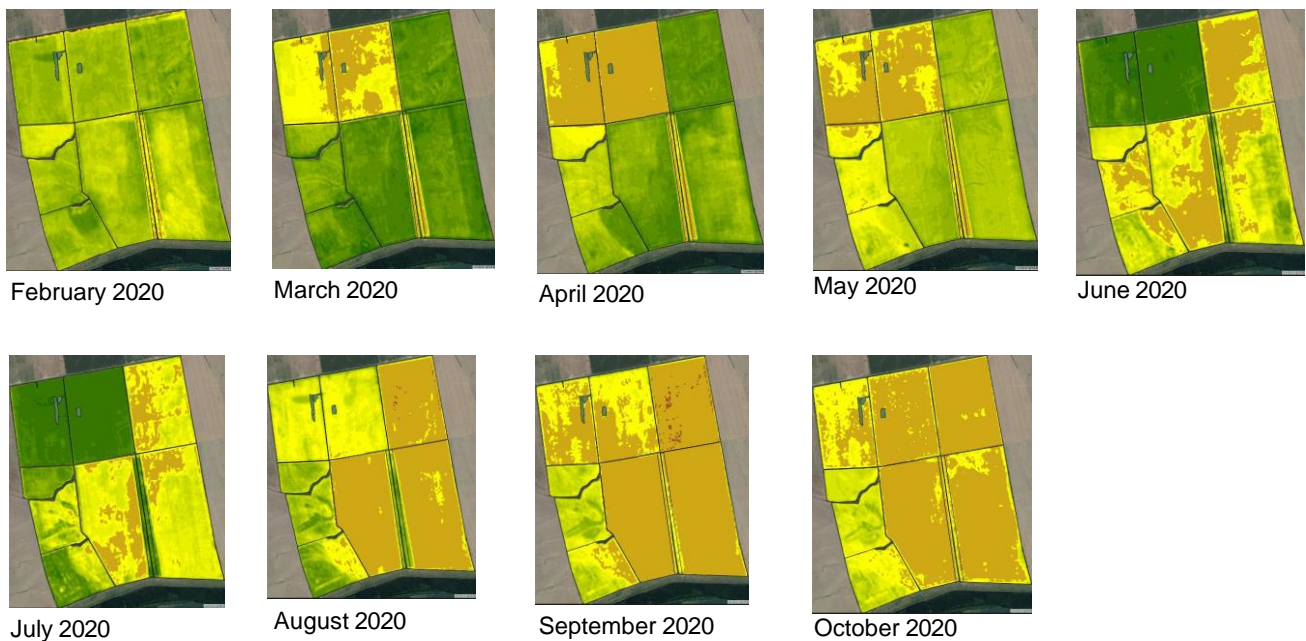 February 2020
March 2020
April 2020
May 2020
June 2020
July 2020
August 2020
September 2020
October 2020